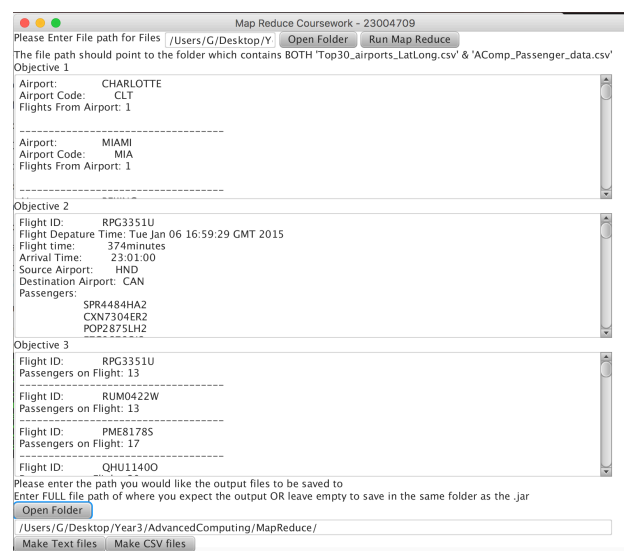 Map Reduce Coursework - 23004709
Please Enter File path for Files /Users/G/Desktop/Y Open Folder Run Map Reduce
The file path should point to the folder which contains BOTH 'Top30_airports_LatLong.csv' & 'AComp_Passenger_data.csv'
Objective 1
Airport: CHARLOTTE
Airport Code: CLT
Flights From Airport: 1
-----------------------------------
Airport: MIAMI
Airport Code: MIA
Flights From Airport: 1
-----------------------------------
Objective 2
Flight ID: RPG3351U
Flight Depature Time: Tue Jan 06 16:59:29 GMT 2015
Flight time: 374minutes
Arrival Time: 23:01:00
Source Airport: HND
Destination Airport: CAN
Passengers:
SPR4484HA2
CXN7304ER2
POP2875LH2
Objective 3
Flight ID: RPG3351U
Passengers on Flight: 13
-----------------------------------
Flight ID: RUM0422W
Passengers on Flight: 13
-----------------------------------
Flight ID: PME8178S
Passengers on Flight: 17
-----------------------------------
Flight ID: QHU1140O
Please enter the path you would like the output files to be saved to
Enter FULL file path of where you expect the output OR leave empty to save in the same folder as the .jar
Open Folder
/Users/G/Desktop/Year3/AdvancedComputing/MapReduce/
Make Text files Make CSV files